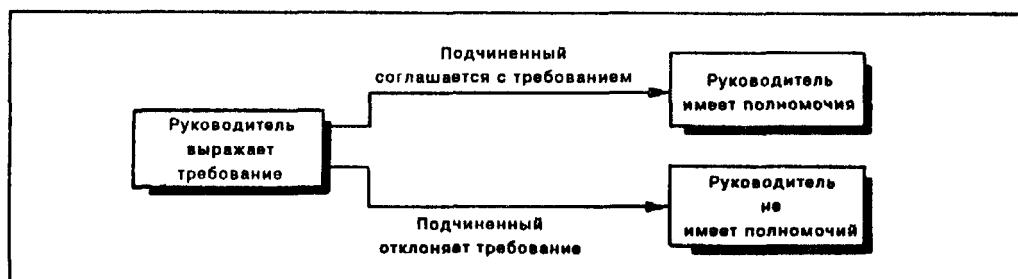 Подчиненный
соглашается с требованием
Руководитель
имеет полномочия
Руководитель
выражает
требование
Руководитель
не
имеет полномочий
Подчиненный
отклоняет требование